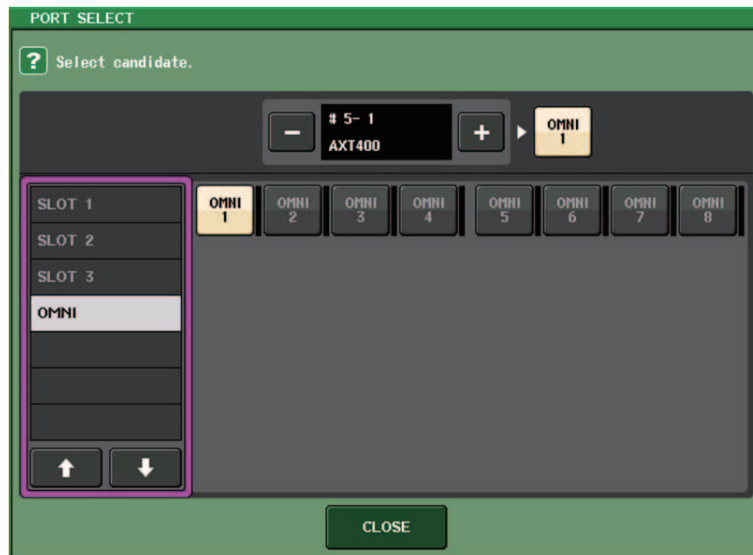 PORT SELECT
? Select candidate.
− # 5- 1 +
AXT400
OMNI
1
SLOT 1
SLOT 2
SLOT 3
OMNI
OMNI 1
OMNI 2
OMNI 3
OMNI 4
OMNI 5
OMNI 6
OMNI 7
OMNI 8
CLOSE